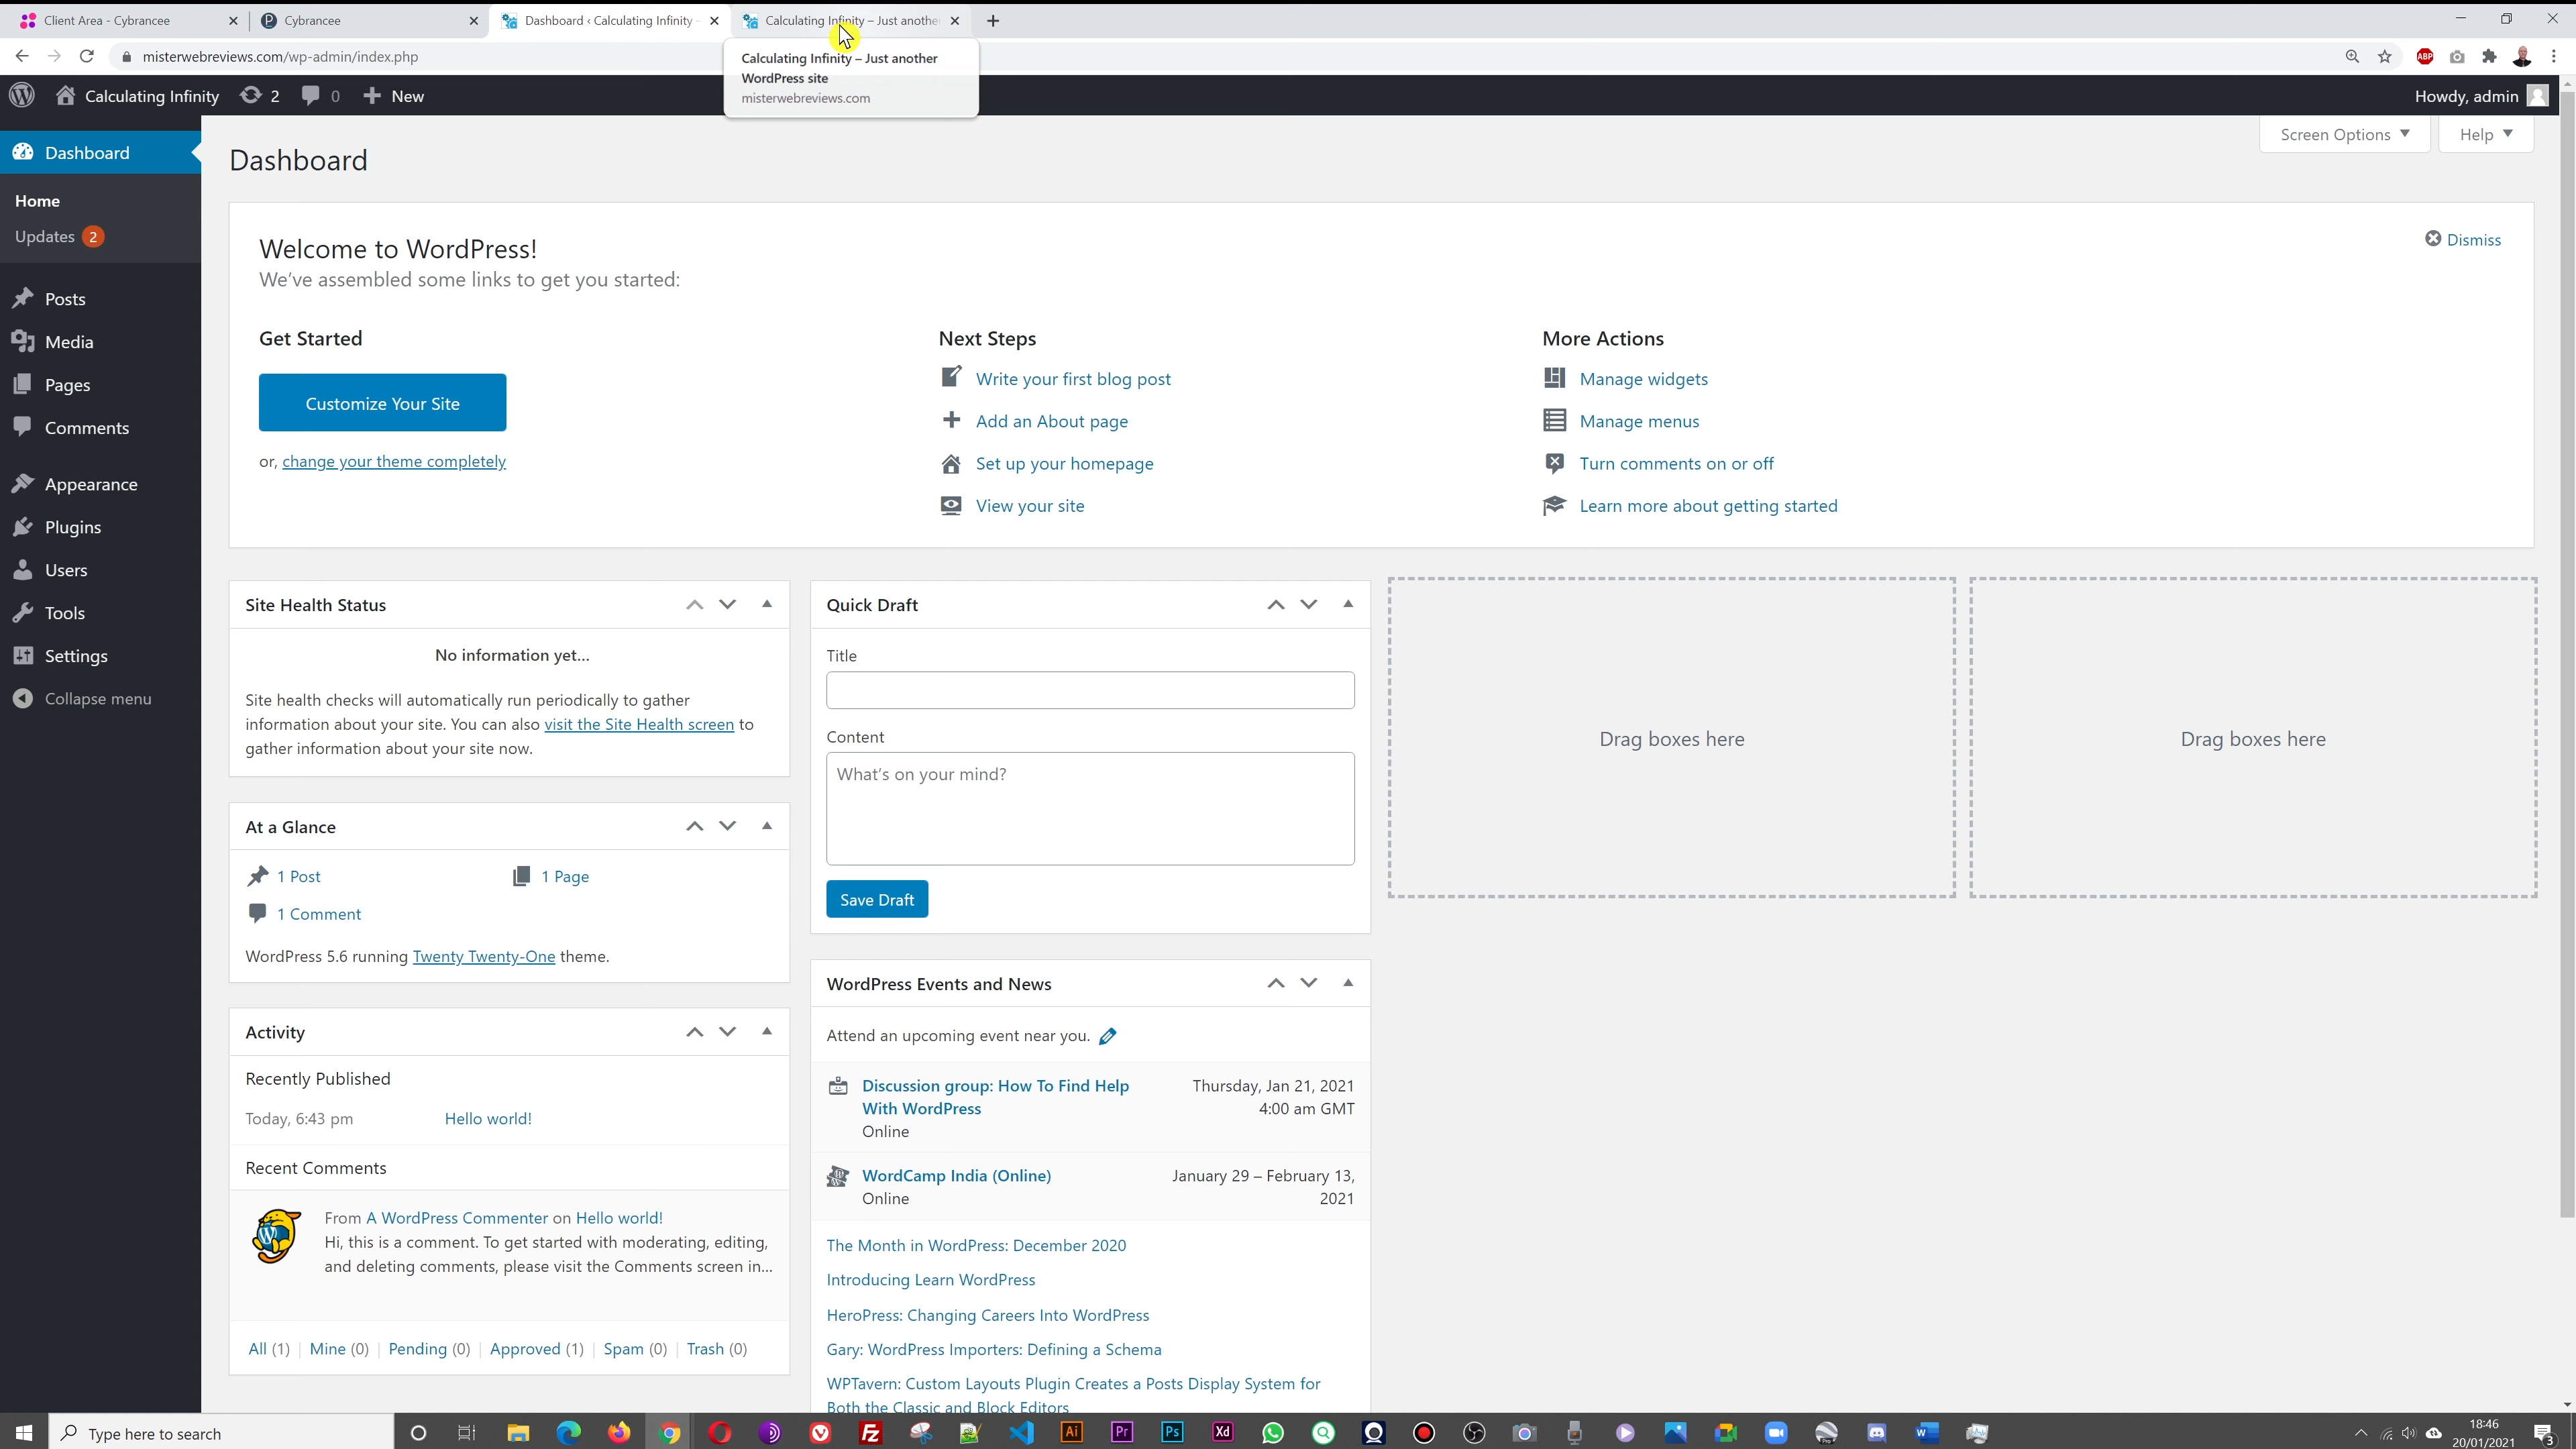 Client Area - Cybrancee
Cybrancee
Dashboard ‹ Calculating Infinity -
Calculating Infinity – Just another
misterwebreviews.com/wp-admin/index.php
ABP
Calculating Infinity – Just another
WordPress site
misterwebreviews.com
Calculating Infinity
2
0
New
Howdy, admin
Screen Options
Help
Dashboard
Home
Updates 2
Posts
Media
Pages
Comments
Appearance
Plugins
Users
Tools
Settings
Collapse menu
Dashboard
Welcome to WordPress!
We've assembled some links to get you started:
Dismiss
Get Started
Customize Your Site
or, change your theme completely
Next Steps
Write your first blog post
Add an About page
Set up your homepage
View your site
More Actions
Manage widgets
Manage menus
Turn comments on or off
Learn more about getting started
Site Health Status
No information yet...
Site health checks will automatically run periodically to gather
information about your site. You can also visit the Site Health screen to
gather information about your site now.
At a Glance
1 Post
1 Page
1 Comment
WordPress 5.6 running Twenty Twenty-One theme.
Activity
Recently Published
Today, 6:43 pm
Hello world!
Recent Comments
From A WordPress Commenter on Hello world!
Hi, this is a comment. To get started with moderating, editing,
and deleting comments, please visit the Comments screen in...
All (1) | Mine (0) | Pending (0) | Approved (1) | Spam (0) | Trash (0)
Quick Draft
Title
Content
What's on your mind?
Save Draft
WordPress Events and News
Attend an upcoming event near you.
Discussion group: How To Find Help
With WordPress
Online
Thursday, Jan 21, 2021
4:00 am GMT
WordCamp India (Online)
Online
January 29 – February 13,
2021
The Month in WordPress: December 2020
Introducing Learn WordPress
HeroPress: Changing Careers Into WordPress
Gary: WordPress Importers: Defining a Schema
WPTavern: Custom Layouts Plugin Creates a Posts Display System for
Both the Classic and Block Editors
Drag boxes here
Drag boxes here
Type here to search
Ai
Pr
Ps
Xd
18:46
20/01/2021
3